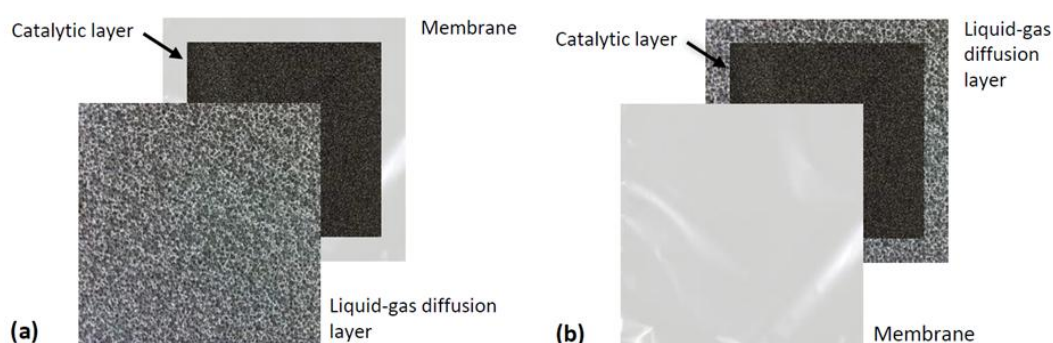 Catalytic layer
Membrane
Liquid-gas diffusion
layer
(a)
Catalytic layer
Liquid-gas
diffusion
layer
(b)
Membrane